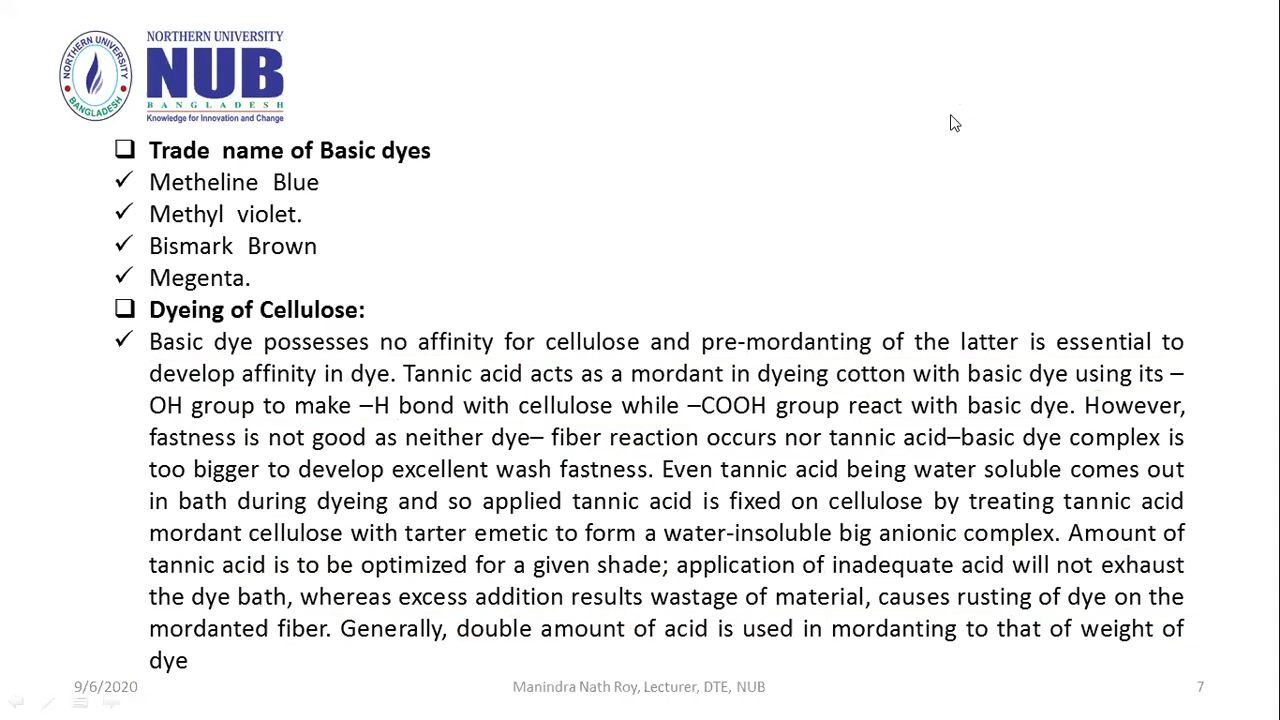 NORTHERN UNIVERSITY
BANGLADESH
NORTHERN UNIVERSITY
NUB
BANGLADESH
Knowledge for Innovation and Change
Trade name of Basic dyes
Metheline Blue
Methyl violet.
Bismark Brown
Megenta.
Dyeing of Cellulose:
Basic dye possesses no affinity for cellulose and pre-mordanting of the latter is essential to
develop affinity in dye. Tannic acid acts as a mordant in dyeing cotton with basic dye using its –
OH group to make –H bond with cellulose while –COOH group react with basic dye. However,
fastness is not good as neither dye– fiber reaction occurs nor tannic acid–basic dye complex is
too bigger to develop excellent wash fastness. Even tannic acid being water soluble comes out
in bath during dyeing and so applied tannic acid is fixed on cellulose by treating tannic acid
mordant cellulose with tarter emetic to form a water-insoluble big anionic complex. Amount of
tannic acid is to be optimized for a given shade; application of inadequate acid will not exhaust
the dye bath, whereas excess addition results wastage of material, causes rusting of dye on the
mordanted fiber. Generally, double amount of acid is used in mordanting to that of weight of
dye
9/6/2020
Manindra Nath Roy, Lecturer, DTE, NUB
7